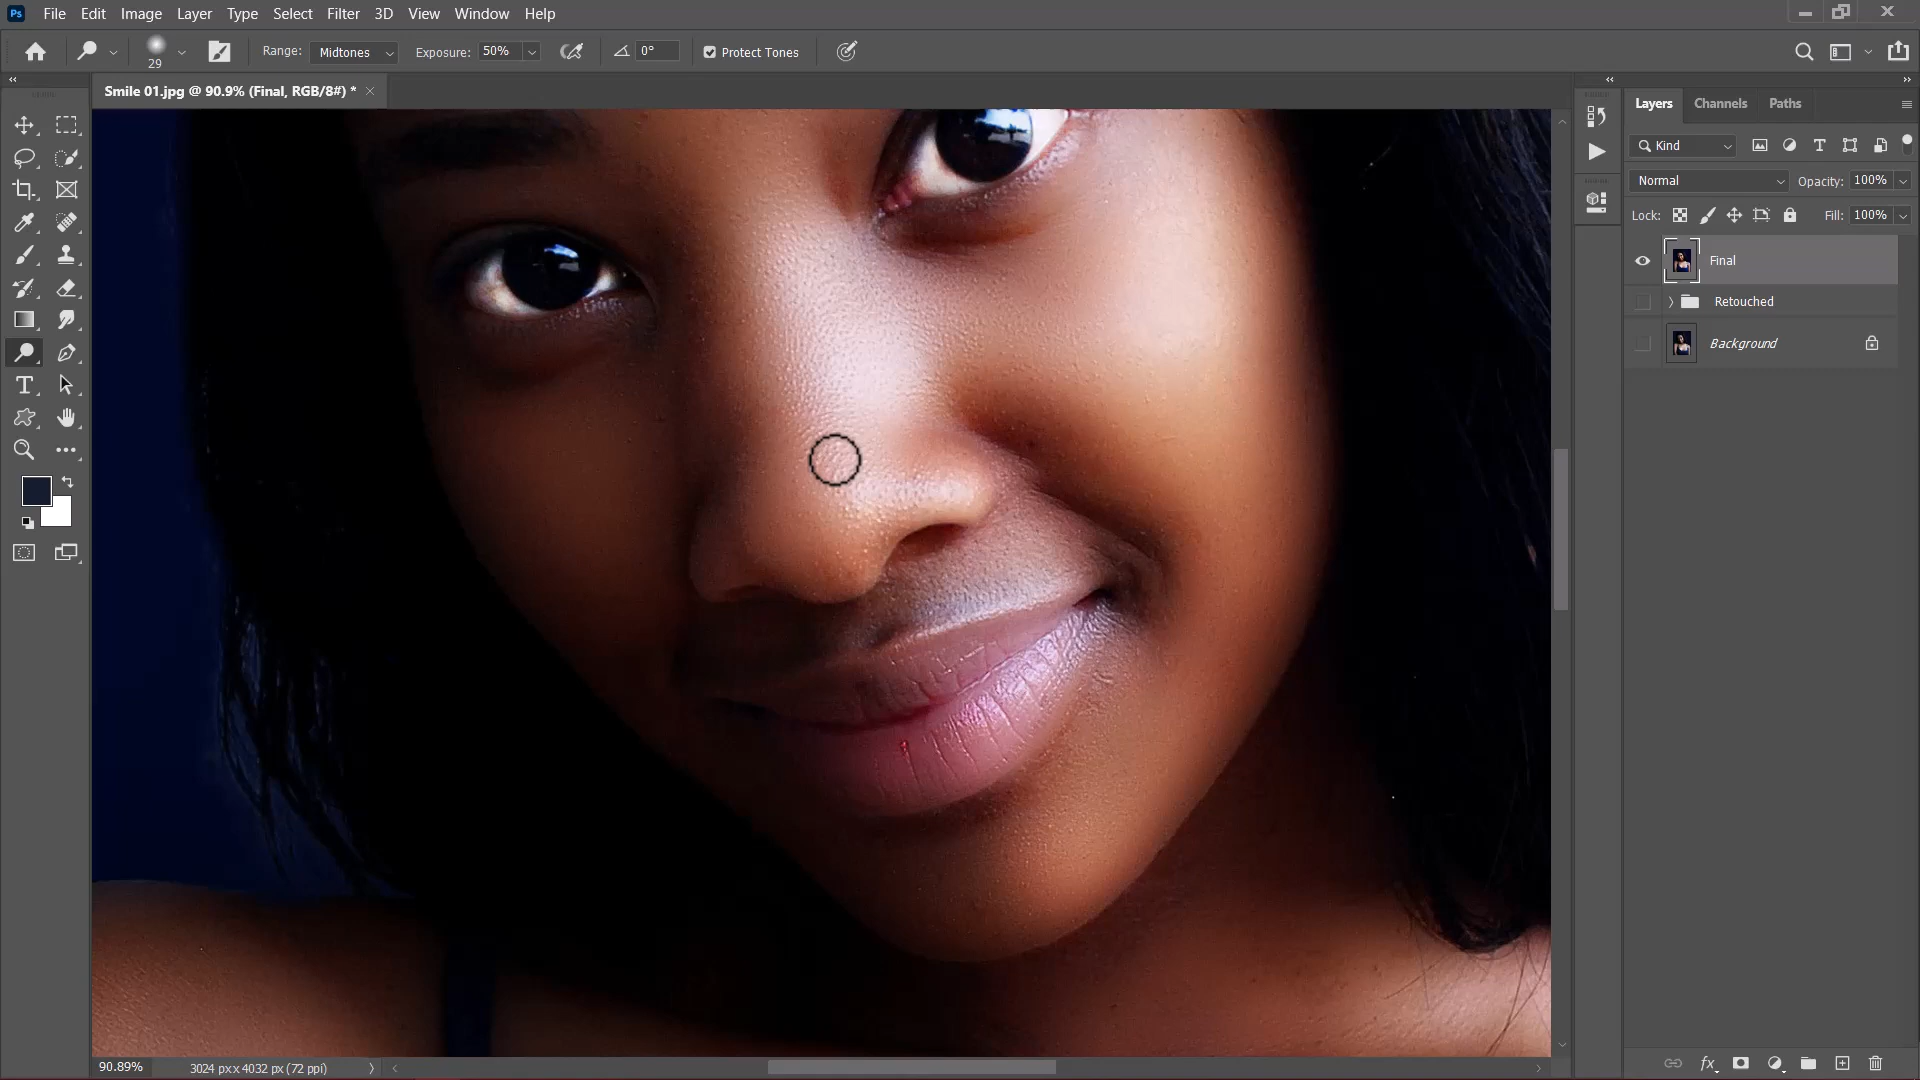 Ps File Edit Image Layer Type Select Filter 3D View Window Help
29 Range: Midtones Exposure: 50% 0° Protect Tones
Smile 01.jpg @ 90.9% (Final, RGB/8#) *
Layers Channels Paths
Kind
Normal Opacity: 100%
Lock: Fill: 100%
Final
Retouched
Background
90.89% 3024 px x 4032 px (72 ppi)